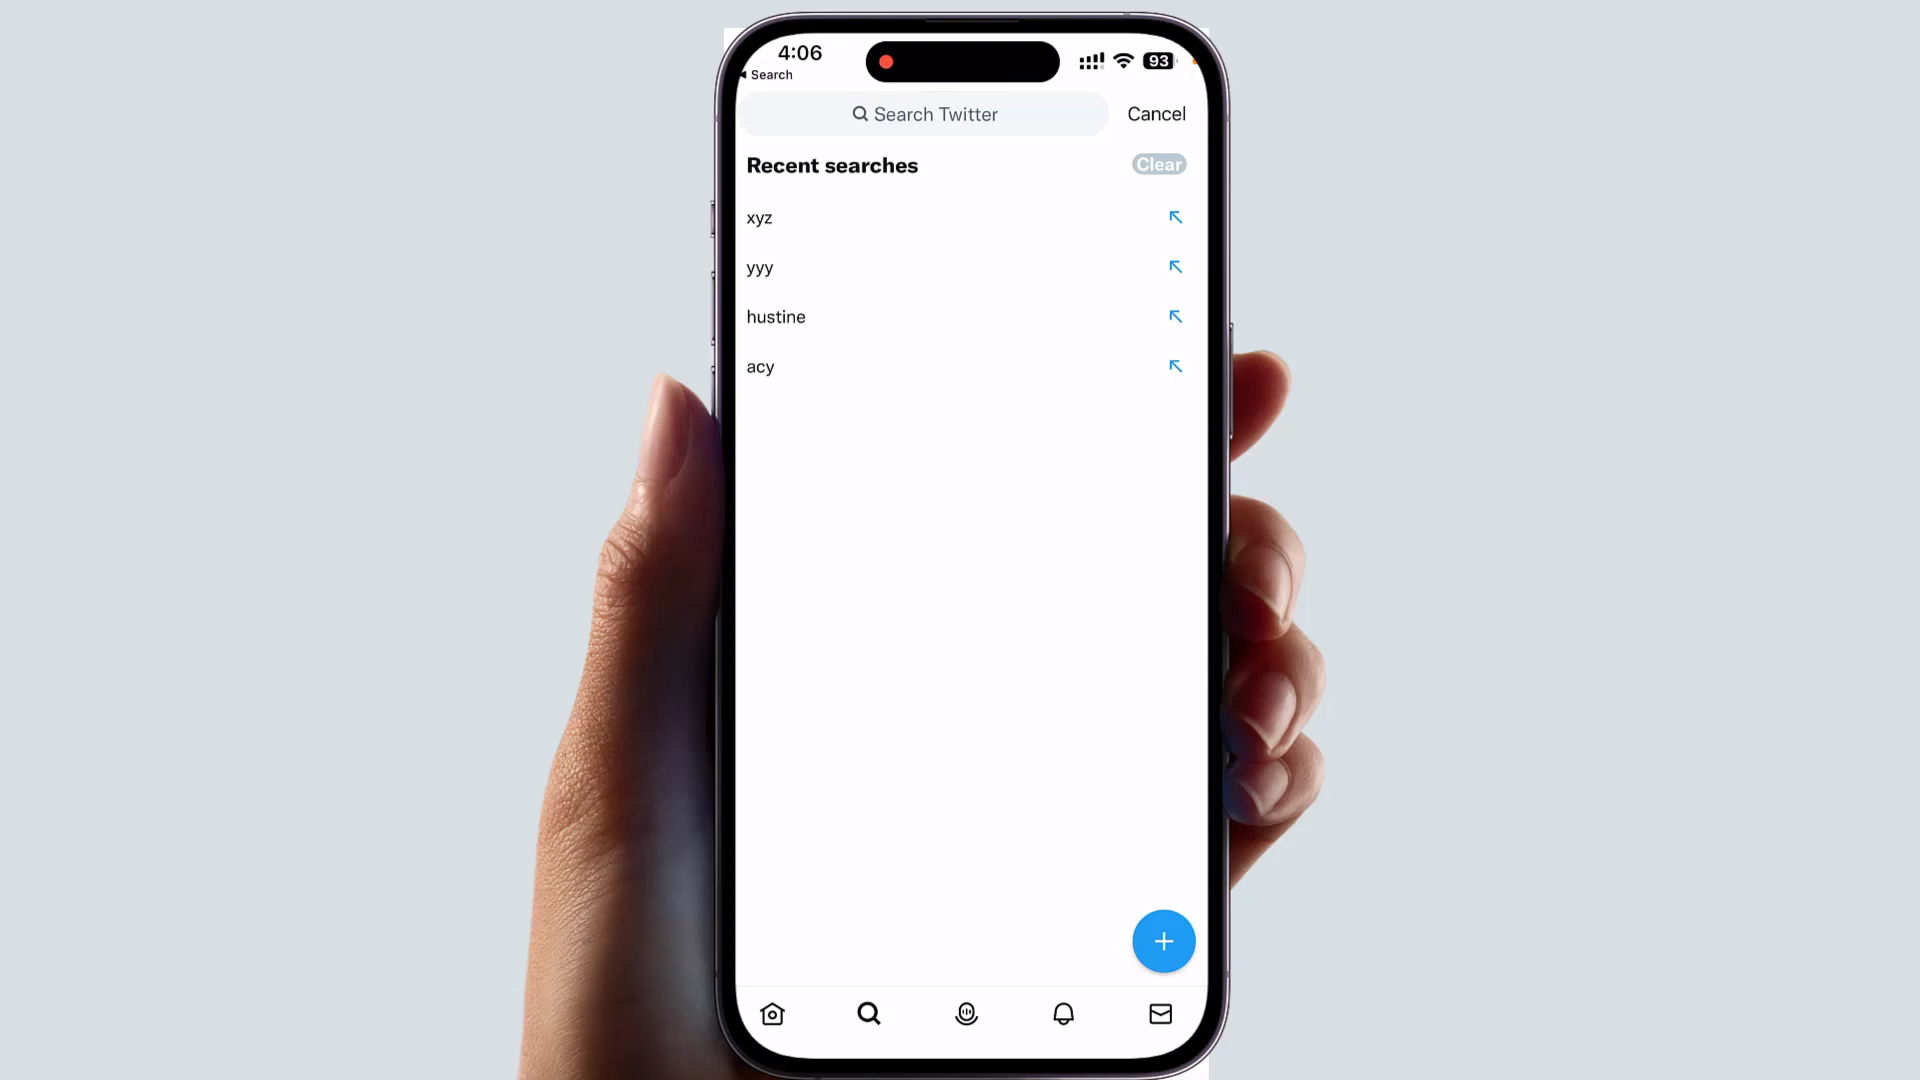 4:06
93
Search
Search Twitter
Cancel
Recent searches
Clear
xyz
yyy
hustine
acy